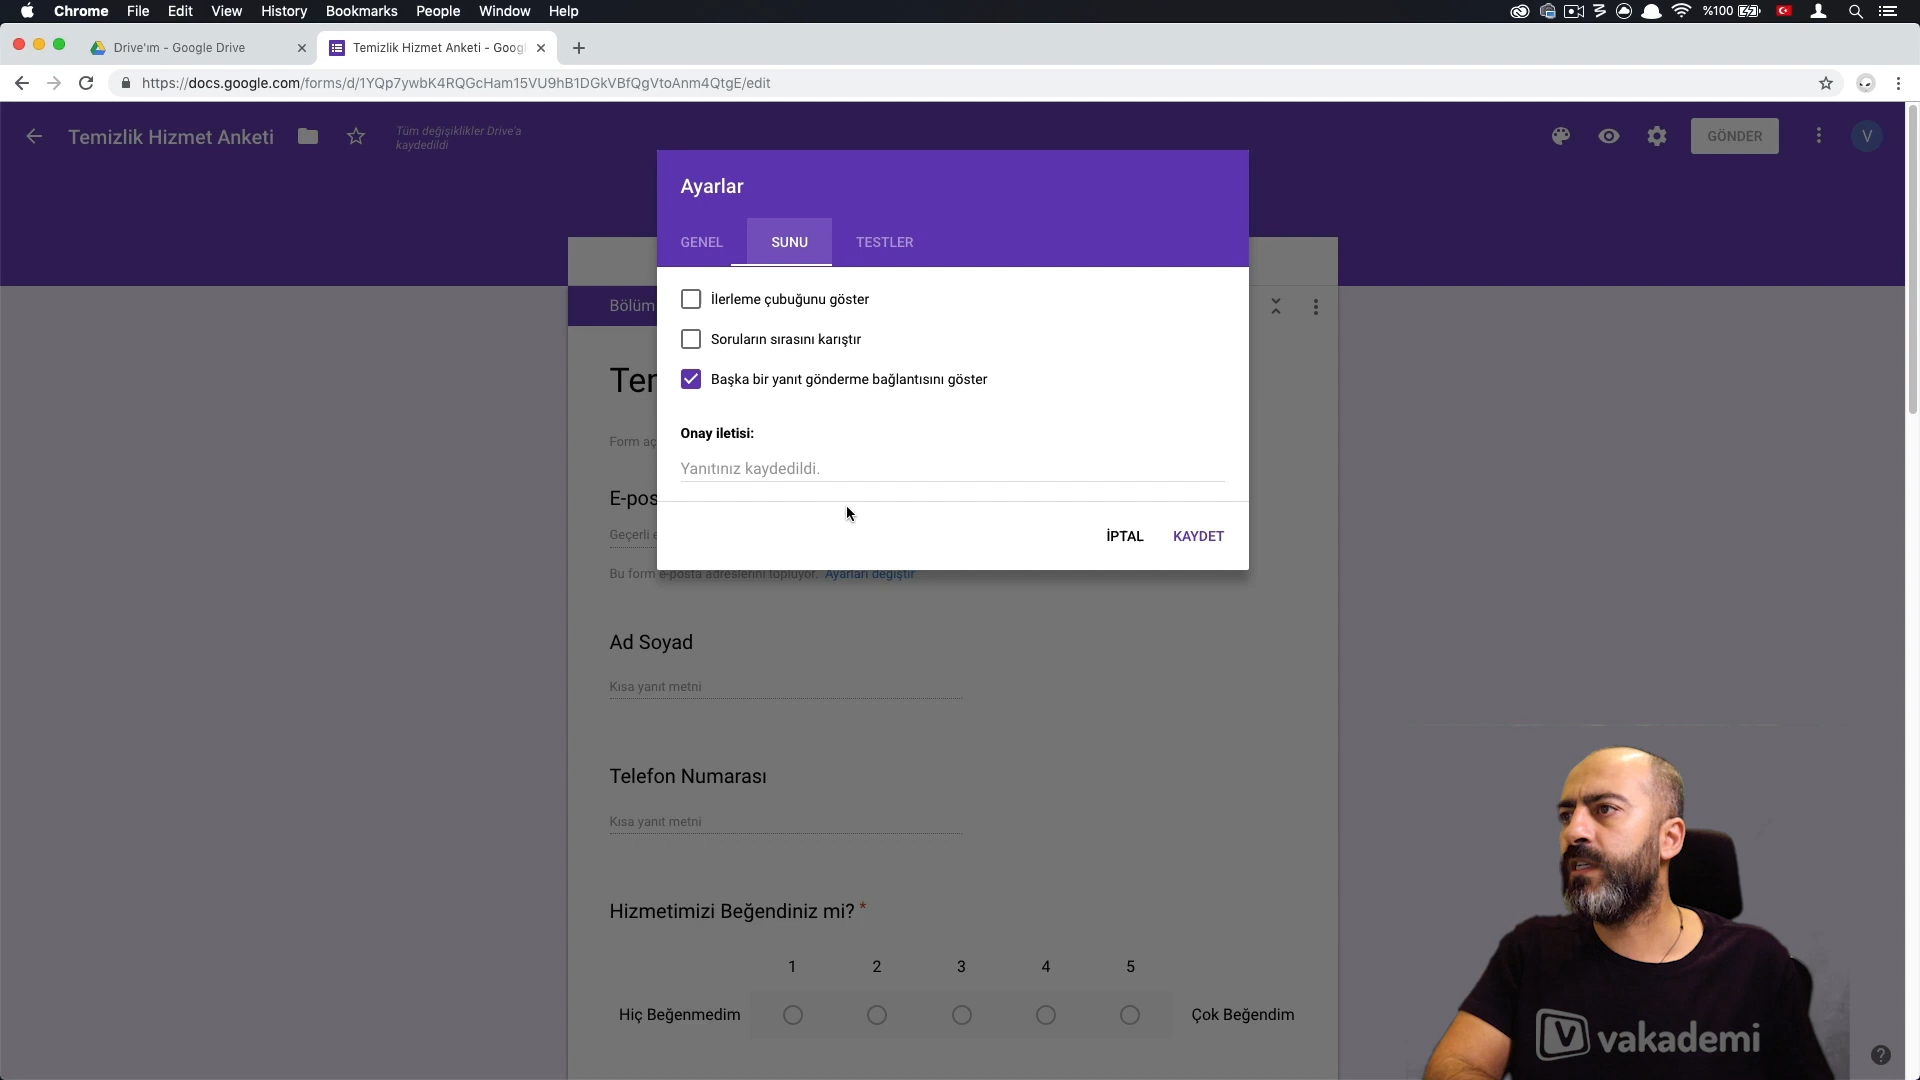 Chrome File Edit View History Bookmarks People Window Help %100
Drive'ım - Google Drive Temizlik Hizmet Anketi - Goog
https://docs.google.com/forms/d/1YQp7ywbK4RQGcHam15VU9hB1DGkVBfQgVtoAnm4QtgE/edit
Temizlik Hizmet Anketi
Tüm değişiklikler Drive'a
kaydedildi
GÖNDER
V
Ayarlar
GENEL SUNU TESTLER
İlerleme çubuğunu göster
Bölüm
Soruların sırasını karıştır
Ter
Başka bir yanıt gönderme bağlantısını göster
Onay iletisi:
Form aç
Yanıtınız kaydedildi.
E-pos
Geçerli e
İPTAL KAYDET
Bu form e-posta adreslerini topluyor. Ayarları değiştir
Ad Soyad
Kısa yanıt metni
Telefon Numarası
Kısa yanıt metni
Hizmetimizi Beğendiniz mi? *
1 2 3 4 5
Hiç Beğenmedim Çok Beğendim
vakademi